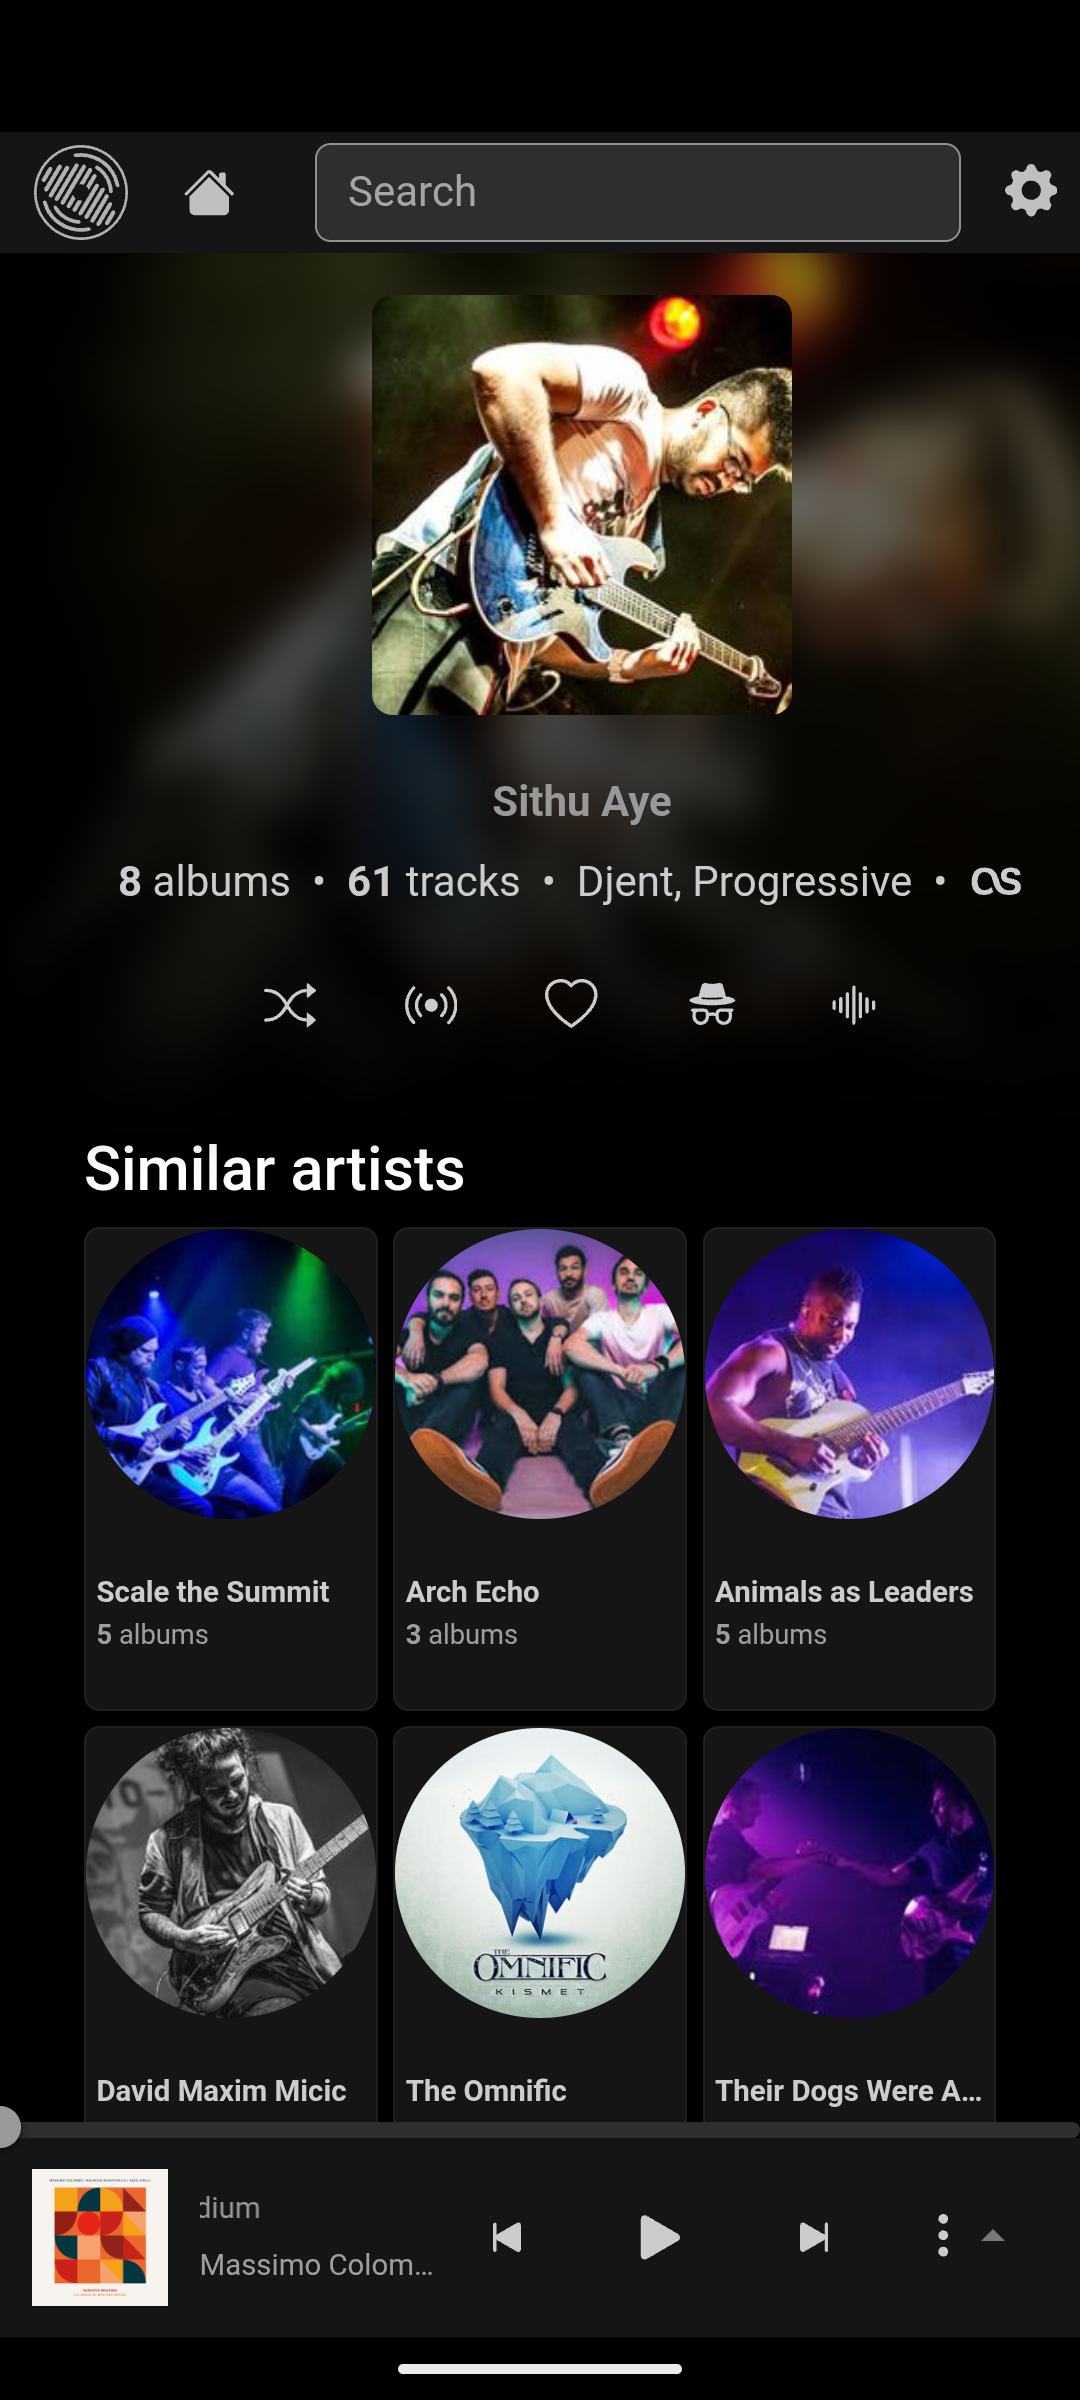 Search
Sithu Aye
8 albums • 61 tracks • Djent, Progressive •
Similar artists
Scale the Summit
5 albums
Arch Echo
3 albums
Animals as Leaders
5 albums
THE
OMNIFIC
KISMET
David Maxim Micic
The Omnific
Their Dogs Were A…
dium
Massimo Colom…